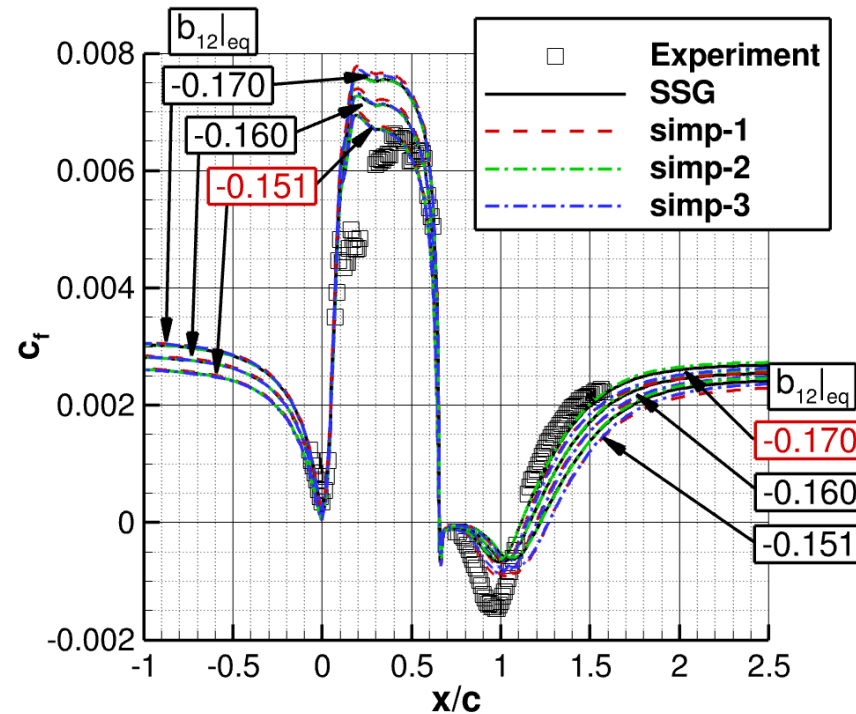 b₁₂|eq
-0.170
-0.160
-0.151
Experiment
SSG
simp-1
simp-2
simp-3
0.008
0.006
0.004
0.002
0
-0.002
cf
b₁₂|eq
-0.170
-0.160
-0.151
-1 -0.5 0 0.5 1 1.5 2 2.5
x/c